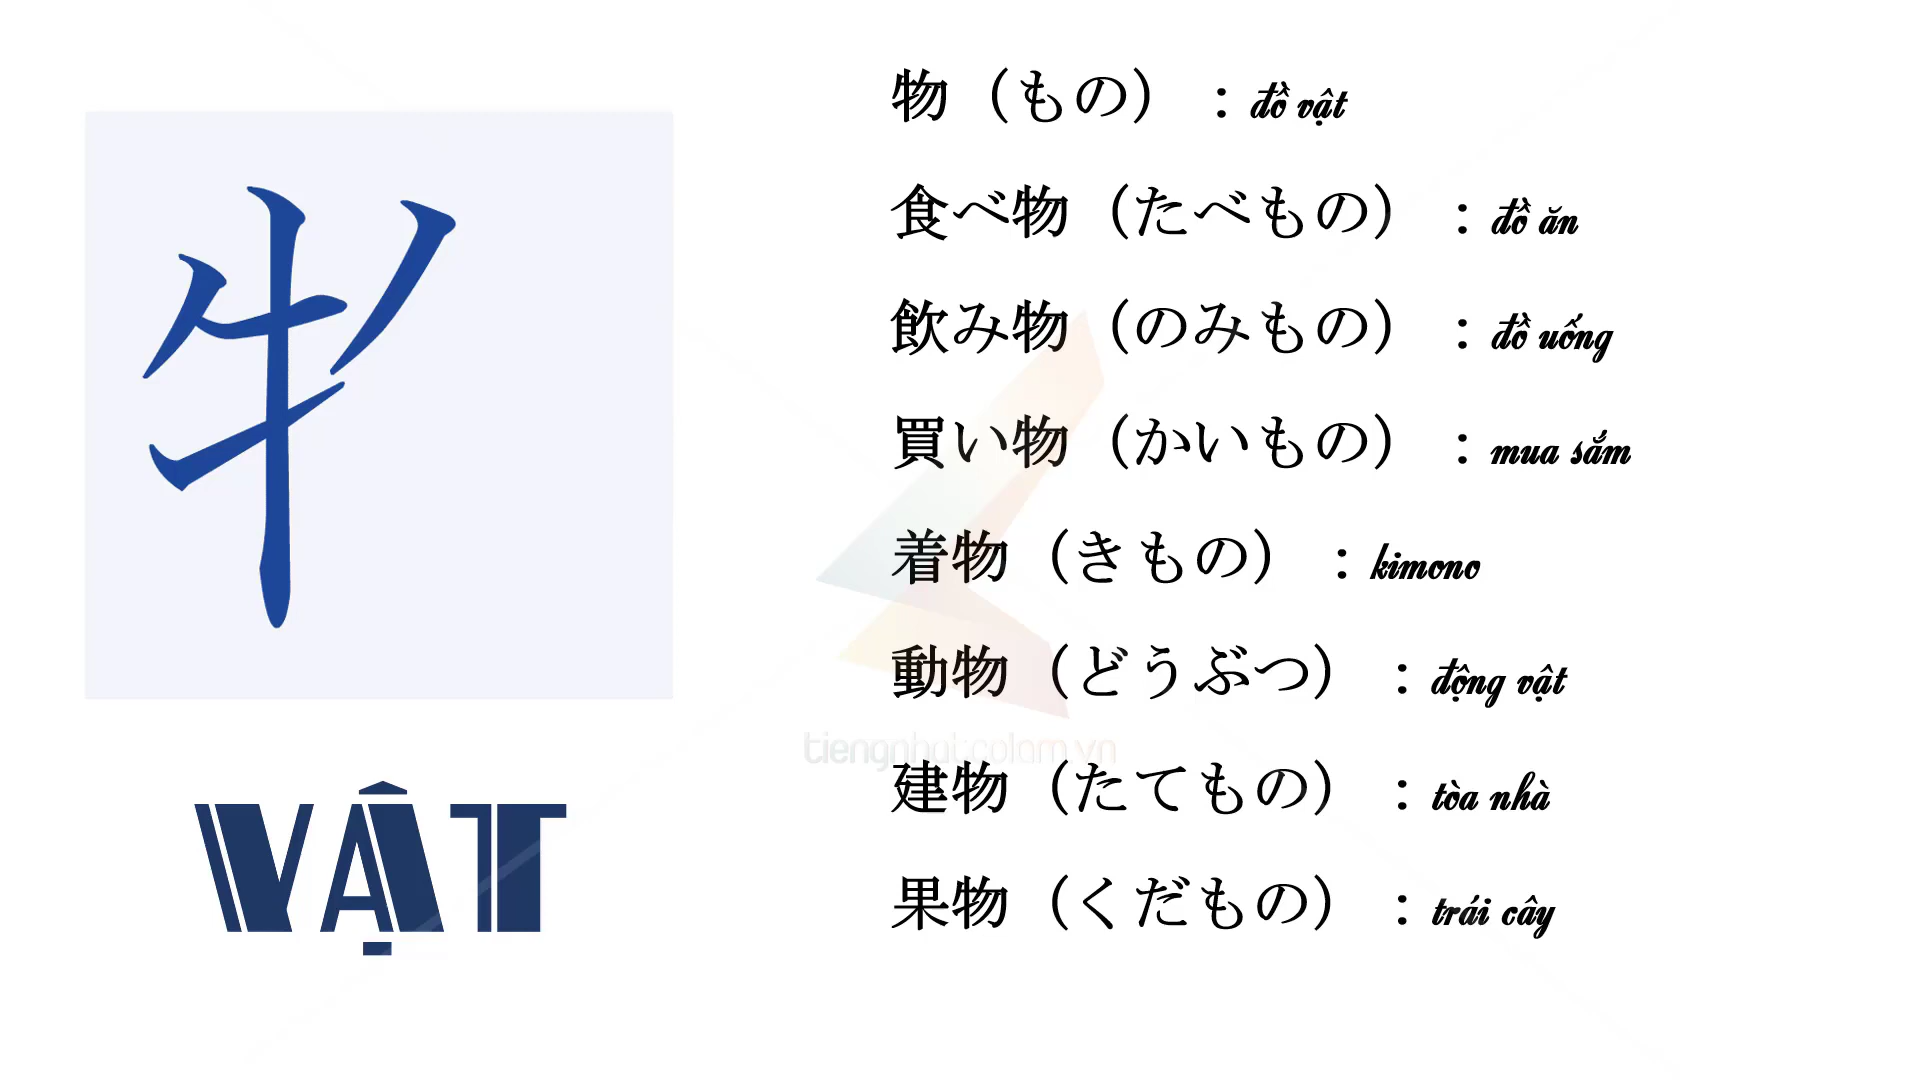 VẬT
物（もの）：đồ vật
食べ物（たべもの）：đồ ăn
飲み物（のみもの）：đồ uống
買い物（かいもの）：mua sắm
着物（きもの）：kimono
動物（どうぶつ）：động vật
建物（たてもの）：tòa nhà
果物（くだもの）：trái cây
tiengnhatcolam.vn